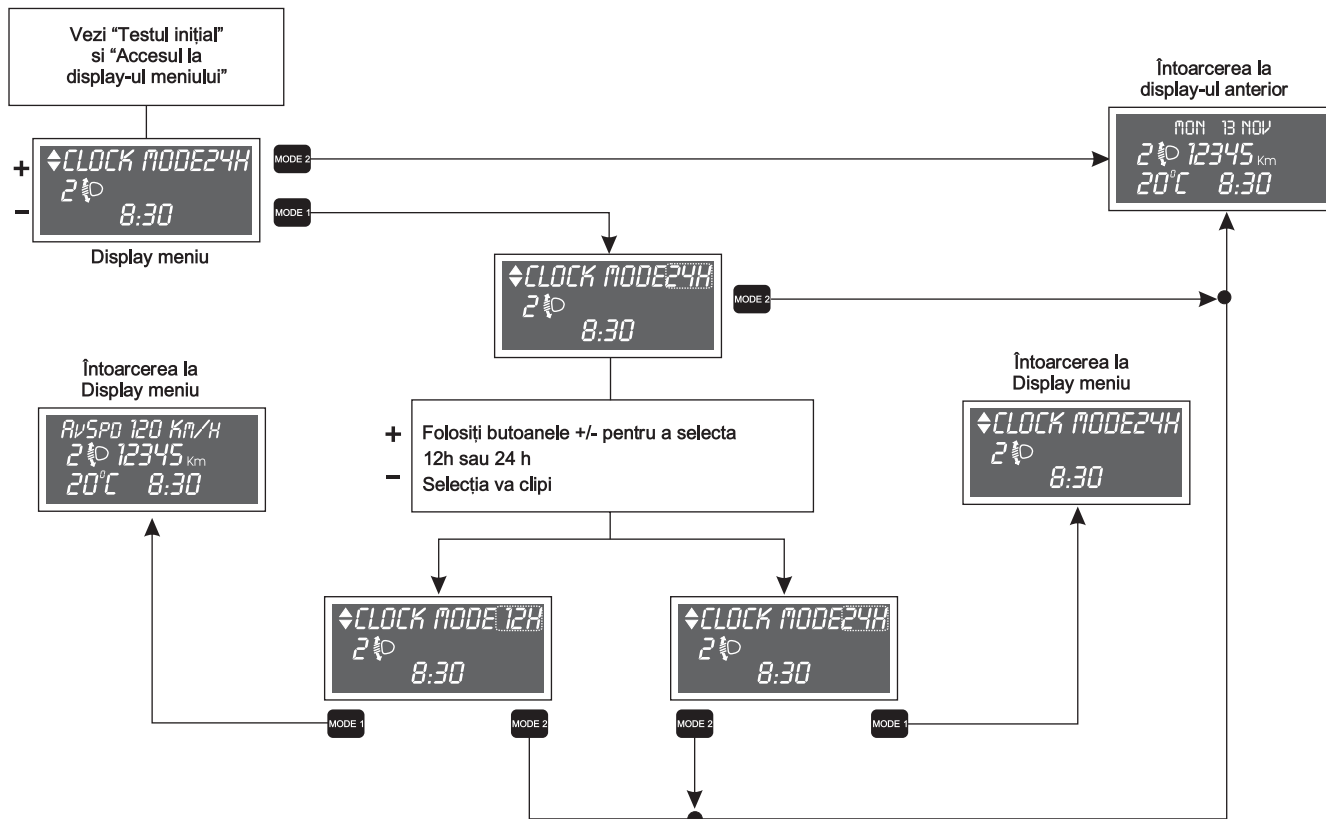 Vezi “Testul inițial”
si “Accesul la
display-ul meniului”
+
−
CLOCK MODE24H
2
8:30
Display meniu
MODE 2
MODE 1
Întoarcerea la
display-ul anterior
MON 13 NOV
2 12345 Km
20°C 8:30
CLOCK MODE24H
2
8:30
MODE 2
Întoarcerea la
Display meniu
AvSPD 120 Km/H
2 12345 Km
20°C 8:30
+
−
Folosiți butoanele +/- pentru a selecta
12h sau 24 h
Selecția va clipi
Întoarcerea la
Display meniu
CLOCK MODE24H
2
8:30
CLOCK MODE 12H
2
8:30
MODE 1
MODE 2
CLOCK MODE24H
2
8:30
MODE 2
MODE 1